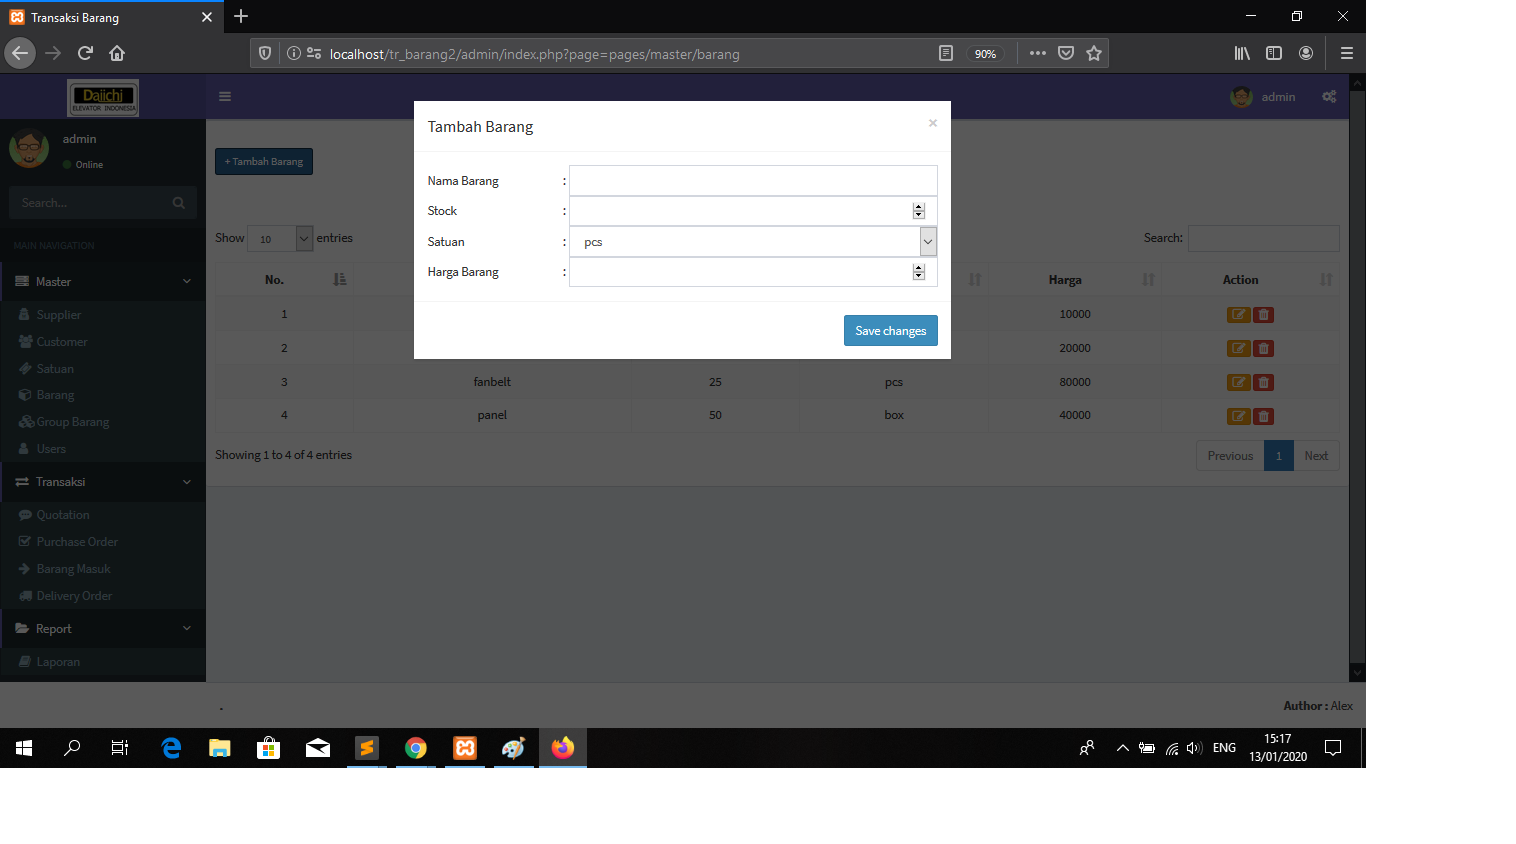 Transaksi Barang
localhost/tr_barang2/admin/index.php?page=pages/master/barang
90%
Daiichi
ELEVATOR INDONESIA
admin
admin
Online
Search...
MAIN NAVIGATION
Master
Supplier
Customer
Satuan
Barang
Group Barang
Users
Transaksi
Quotation
Purchase Order
Barang Masuk
Delivery Order
Report
Laporan
+ Tambah Barang
Tambah Barang
×
Nama Barang :
Stock :
Satuan : pcs
Harga Barang :
Save changes
Show 10 entries
Search:
No. Harga Action
1 10000
2 20000
3 fanbelt 25 pcs 80000
4 panel 50 box 40000
Showing 1 to 4 of 4 entries
Previous 1 Next
.
Author : Alex
ENG
15:17
13/01/2020